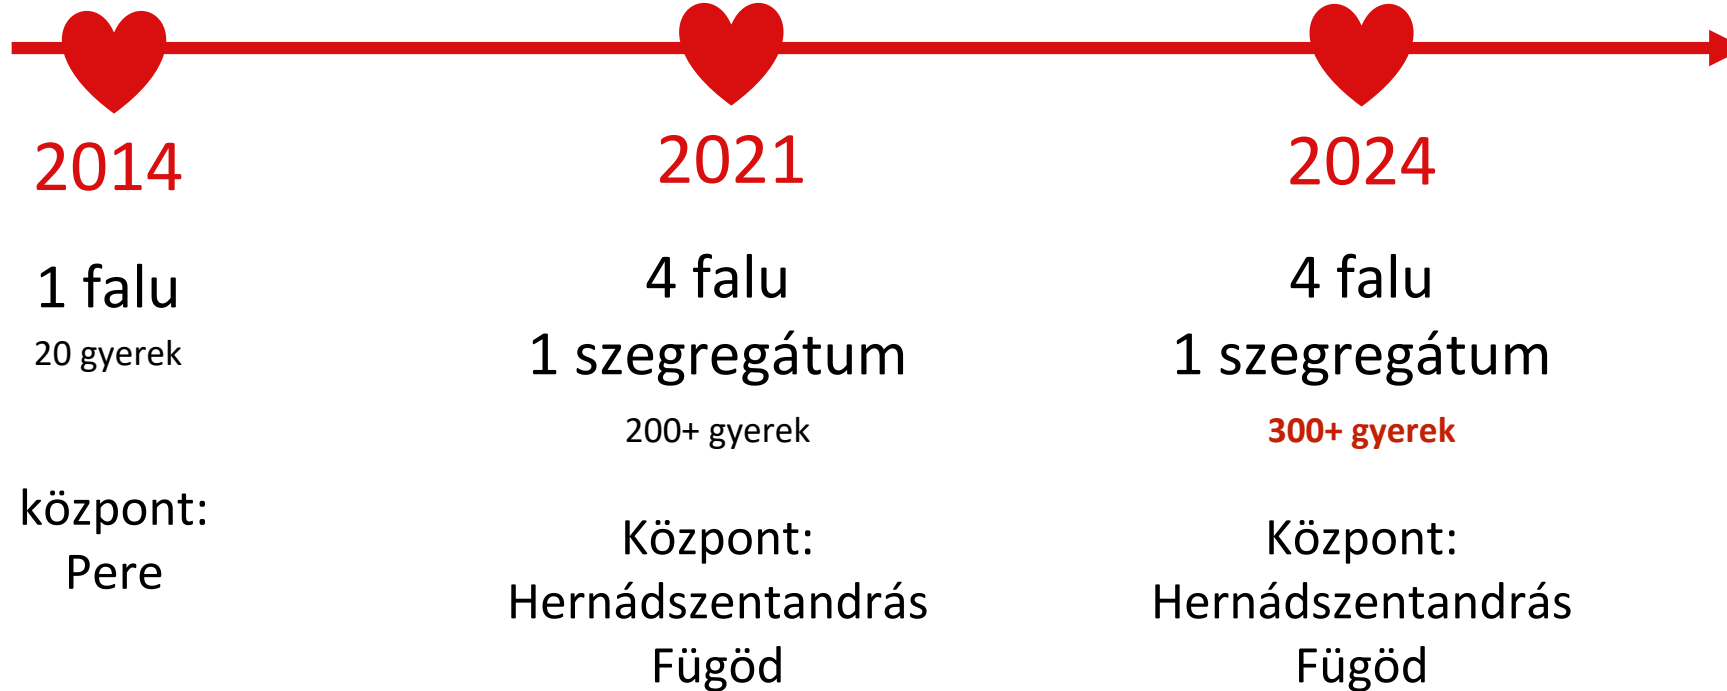 2014
1 falu
20 gyerek
központ:
Pere
2021
4 falu
1 szegregátum
200+ gyerek
Központ:
Hernádszentandrás
Fügöd
2024
4 falu
1 szegregátum
300+ gyerek
Központ:
Hernádszentandrás
Fügöd